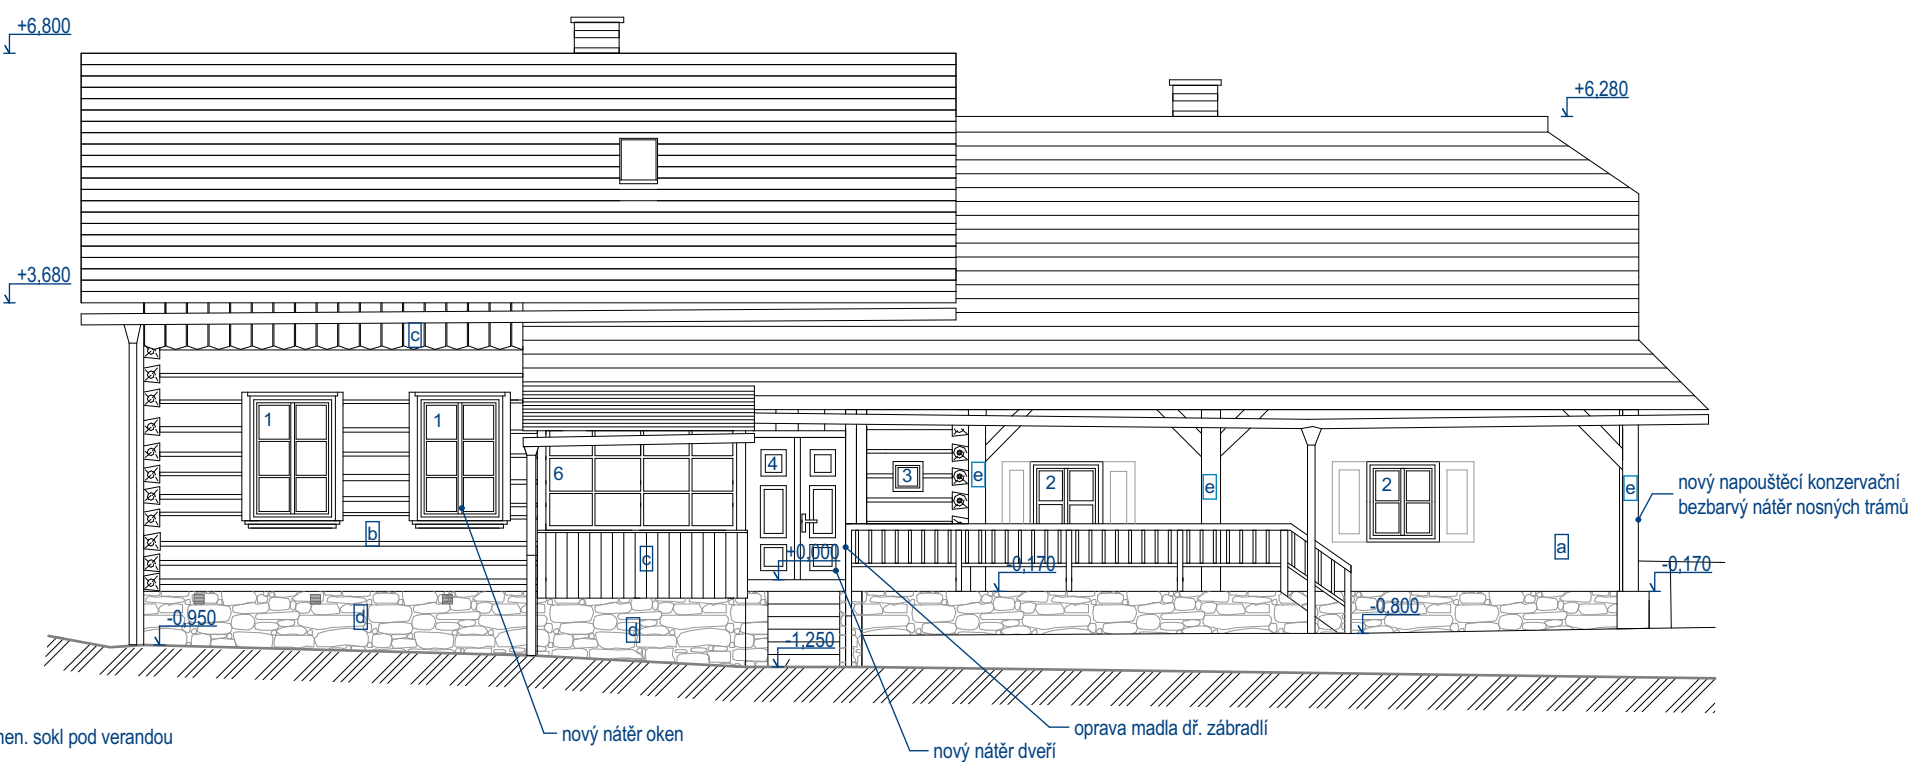 +6,800
+6,280
+3,680
c
1
1
4
6
3
e
2
e
2
e
nový napouštěcí konzervační
bezbarvý nátěr nosných trámů
b
c
+0,000
-0,170
a
-0,170
-0,950
d
d
-0,800
-1,250
nový nátěr oken
oprava madla dř. zábradlí
nový nátěr dveří
sokl pod verandou